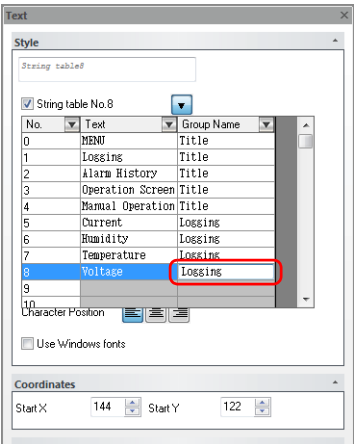 Text
Style
String table8
String table No.8
No. Text Group Name
0 MENU Title
1 Logging Title
2 Alarm History Title
3 Operation Screen Title
4 Manual Operation Title
5 Current Logging
6 Humidity Logging
7 Temperature Logging
8 Voltage Logging
9
10
Character Position
Use Windows fonts
Coordinates
Start X 144 Start Y 122